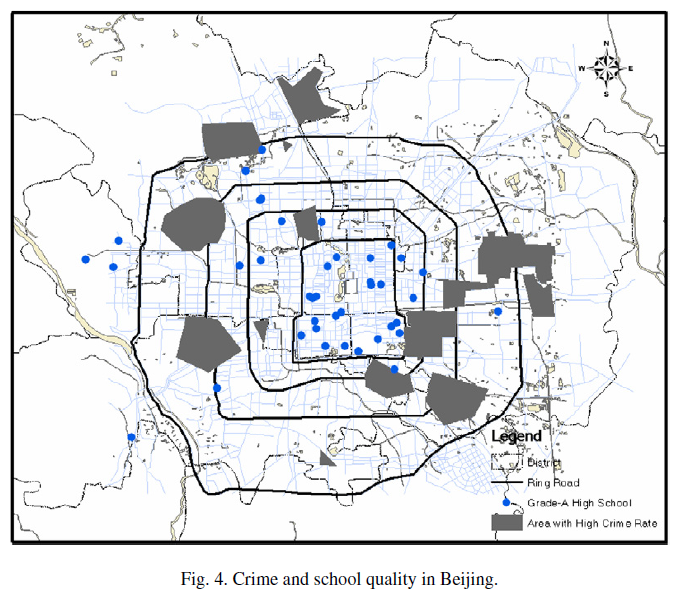 N
W E
S
Legend
District
Ring Road
Grade-A High School
Area with High Crime Rate
Fig. 4. Crime and school quality in Beijing.